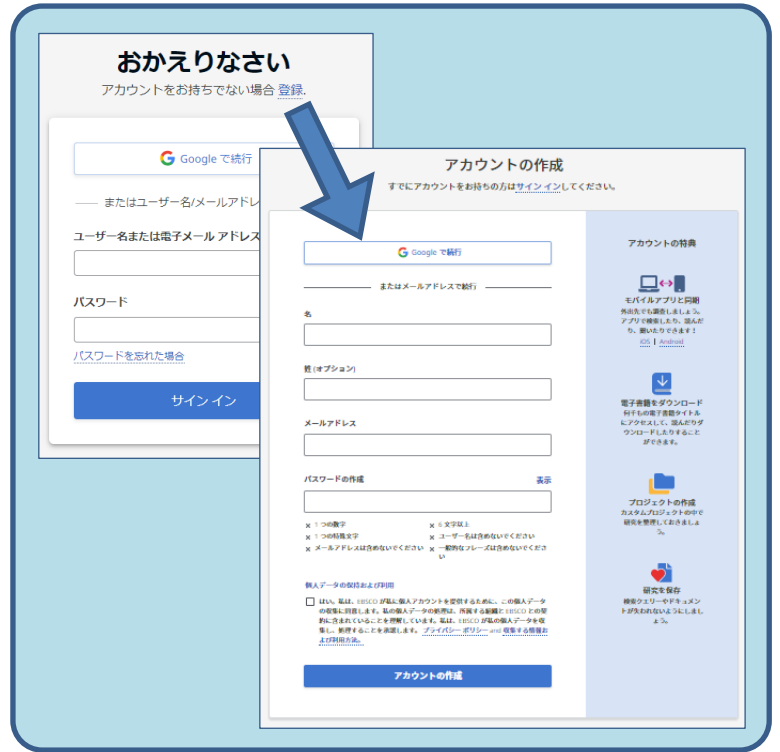 おかえりなさい
アカウントをお持ちでない場合 登録.
Google で続行
またはユーザー名/メールアドレ
ユーザー名または電子メール アドレス
パスワード
パスワードを忘れた場合
サイン イン
アカウントの作成
すでにアカウントをお持ちの方はサイン インしてください。
Google で続行
またはメールアドレスで続行
名
姓 (オプション)
メールアドレス
パスワードの作成 表示
× 1 つの数字 × 6 文字以上
× 1 つの特殊文字 × ユーザー名は含めないでください
× メールアドレスは含めないでください × 一般的なフレーズは含めないでくださ
い
個人データの保持および利用
はい。私は、EBSCO が私に個人アカウントを提供するために、この個人データ
の収集に同意します。私の個人データの処理は、所属する組織と EBSCO との契
約に含まれていることを理解しています。私は、EBSCO が私の個人データを収
集し、処理することを承諾します。 プライバシー ポリシー and 収集する情報お
よび利用方法。
アカウントの作成
アカウントの特典
モバイルアプリと同期
外出先でも調査しましょう。
アプリで検索したり、読んだ
り、聴いたりできます！
iOS | Android
電子書籍をダウンロード
何千もの電子書籍タイトル
にアクセスして、読んだりダ
ウンロードしたりすること
ができます。
プロジェクトの作成
カスタムプロジェクトの中で
研究を整理しておきましょ
う。
研究を保存
検索クエリーやドキュメン
トが失われないようにしまし
ょう。